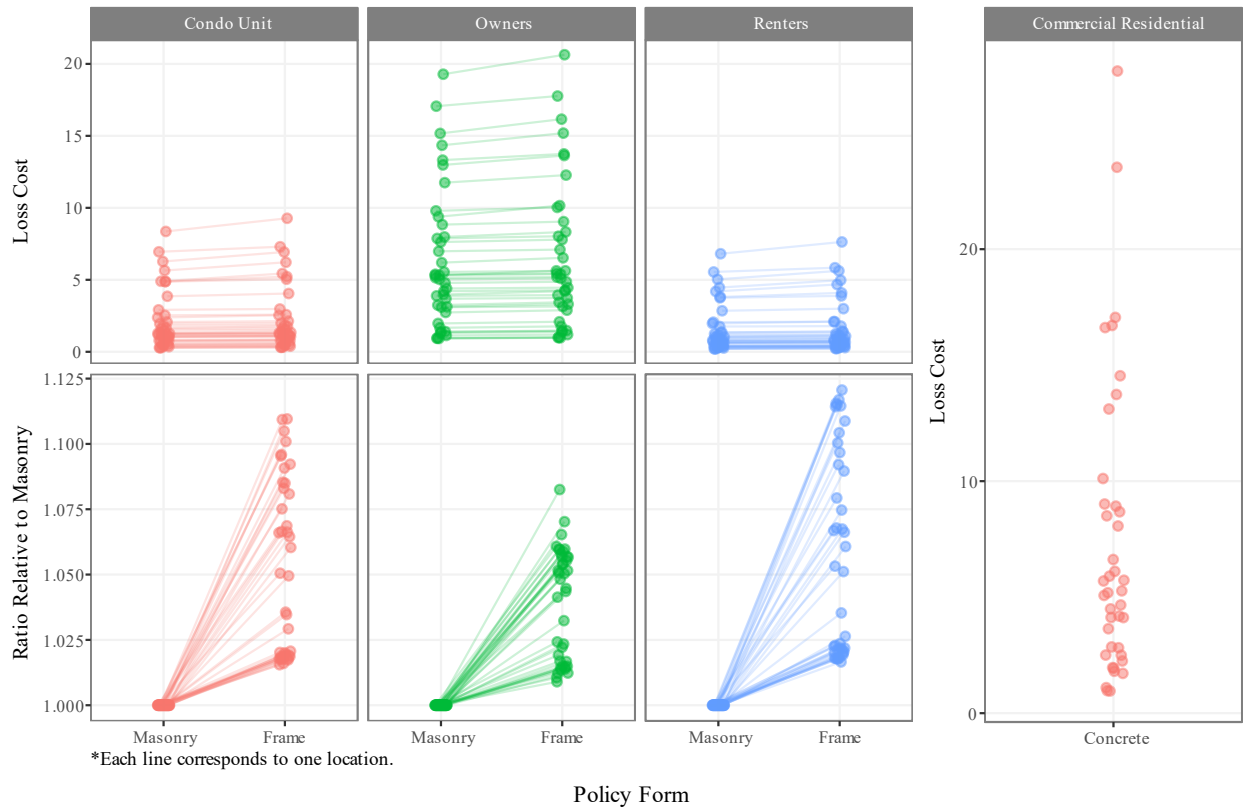 Condo Unit
Owners
Renters
Commercial Residential
Loss Cost
20
15
10
5
0
Ratio Relative to Masonry
1.125
1.100
1.075
1.050
1.025
1.000
Masonry
Frame
Masonry
Frame
Masonry
Frame
Loss Cost
20
10
0
Concrete
*Each line corresponds to one location.
Policy Form